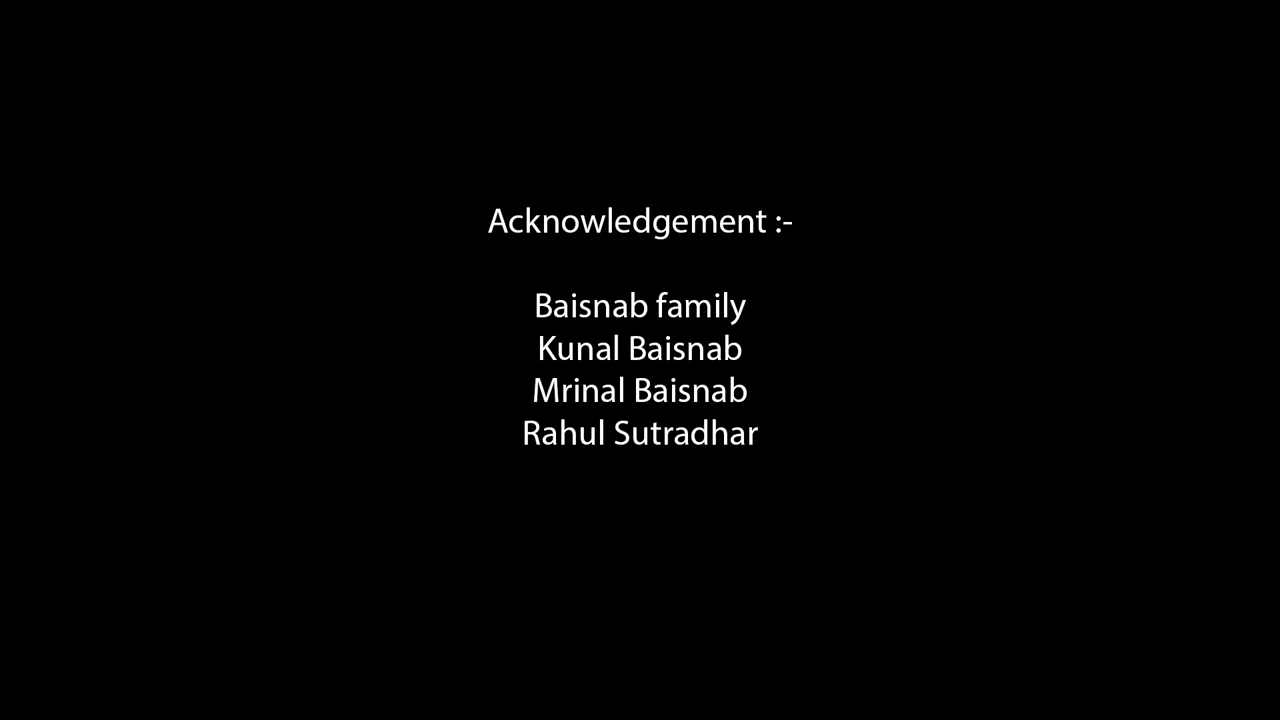 Acknowledgement :-
Baisnab family
Kunal Baisnab
Mrinal Baisnab
Rahul Sutradhar